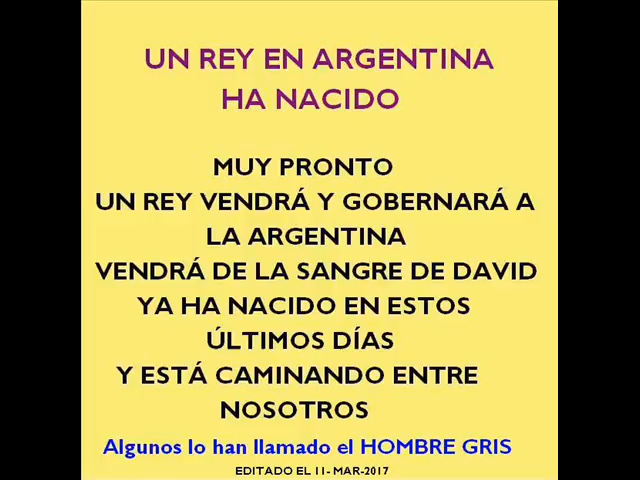 UN REY EN ARGENTINA
HA NACIDO
MUY PRONTO
UN REY VENDRÁ Y GOBERNARÁ A
LA ARGENTINA
VENDRÁ DE LA SANGRE DE DAVID
YA HA NACIDO EN ESTOS
ÚLTIMOS DÍAS
Y ESTÁ CAMINANDO ENTRE
NOSOTROS
Algunos lo han llamado el HOMBRE GRIS
EDITADO EL 11- MAR-2017